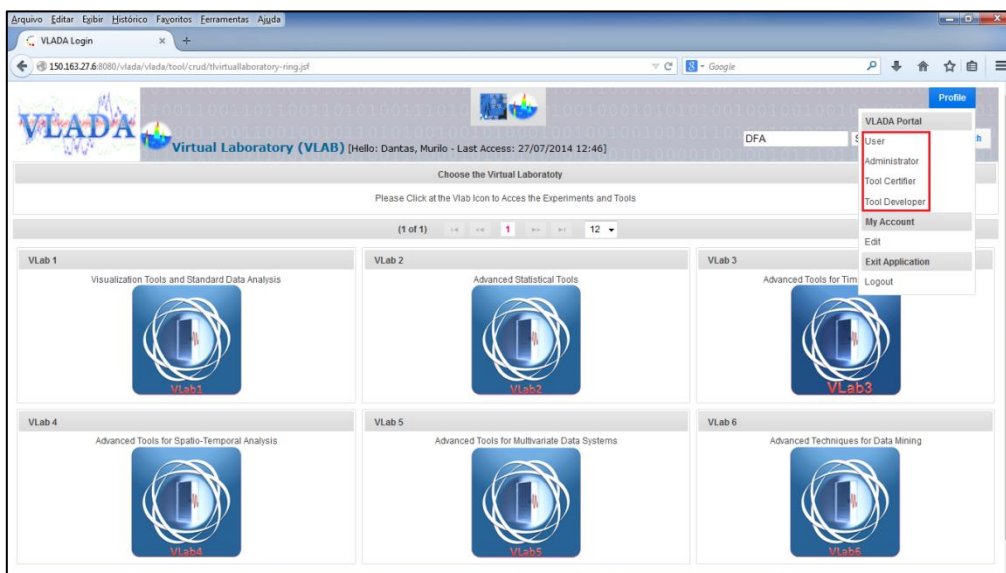 Arquivo Editar Exibir Histórico Favoritos Ferramentas Ajuda
VLADA Login × +
150.163.27.6:8080/vlada/vlada/tool/crud/tlvirtuallaboratory-ring.jsf
Google
Profile
VLADA
Virtual Laboratory (VLAB) [Hello: Dantas, Murilo - Last Access: 27/07/2014 12:46]
DFA
VLADA Portal
User
Administrator
Tool Certifier
Tool Developer
My Account
Edit
Exit Application
Logout
Choose the Virtual Laboratoty
Please Click at the Vlab Icon to Acces the Experiments and Tools
(1 of 1) 1 12
VLab 1 VLab 2 VLab 3
Visualization Tools and Standard Data Analysis Advanced Statistical Tools Advanced Tools for Tim
VLab1 VLab2 VLab3
VLab 4 VLab 5 VLab 6
Advanced Tools for Spatio-Temporal Analysis Advanced Tools for Multivariate Data Systems Advanced Techniques for Data Mining
VLab4 VLab5 VLab6